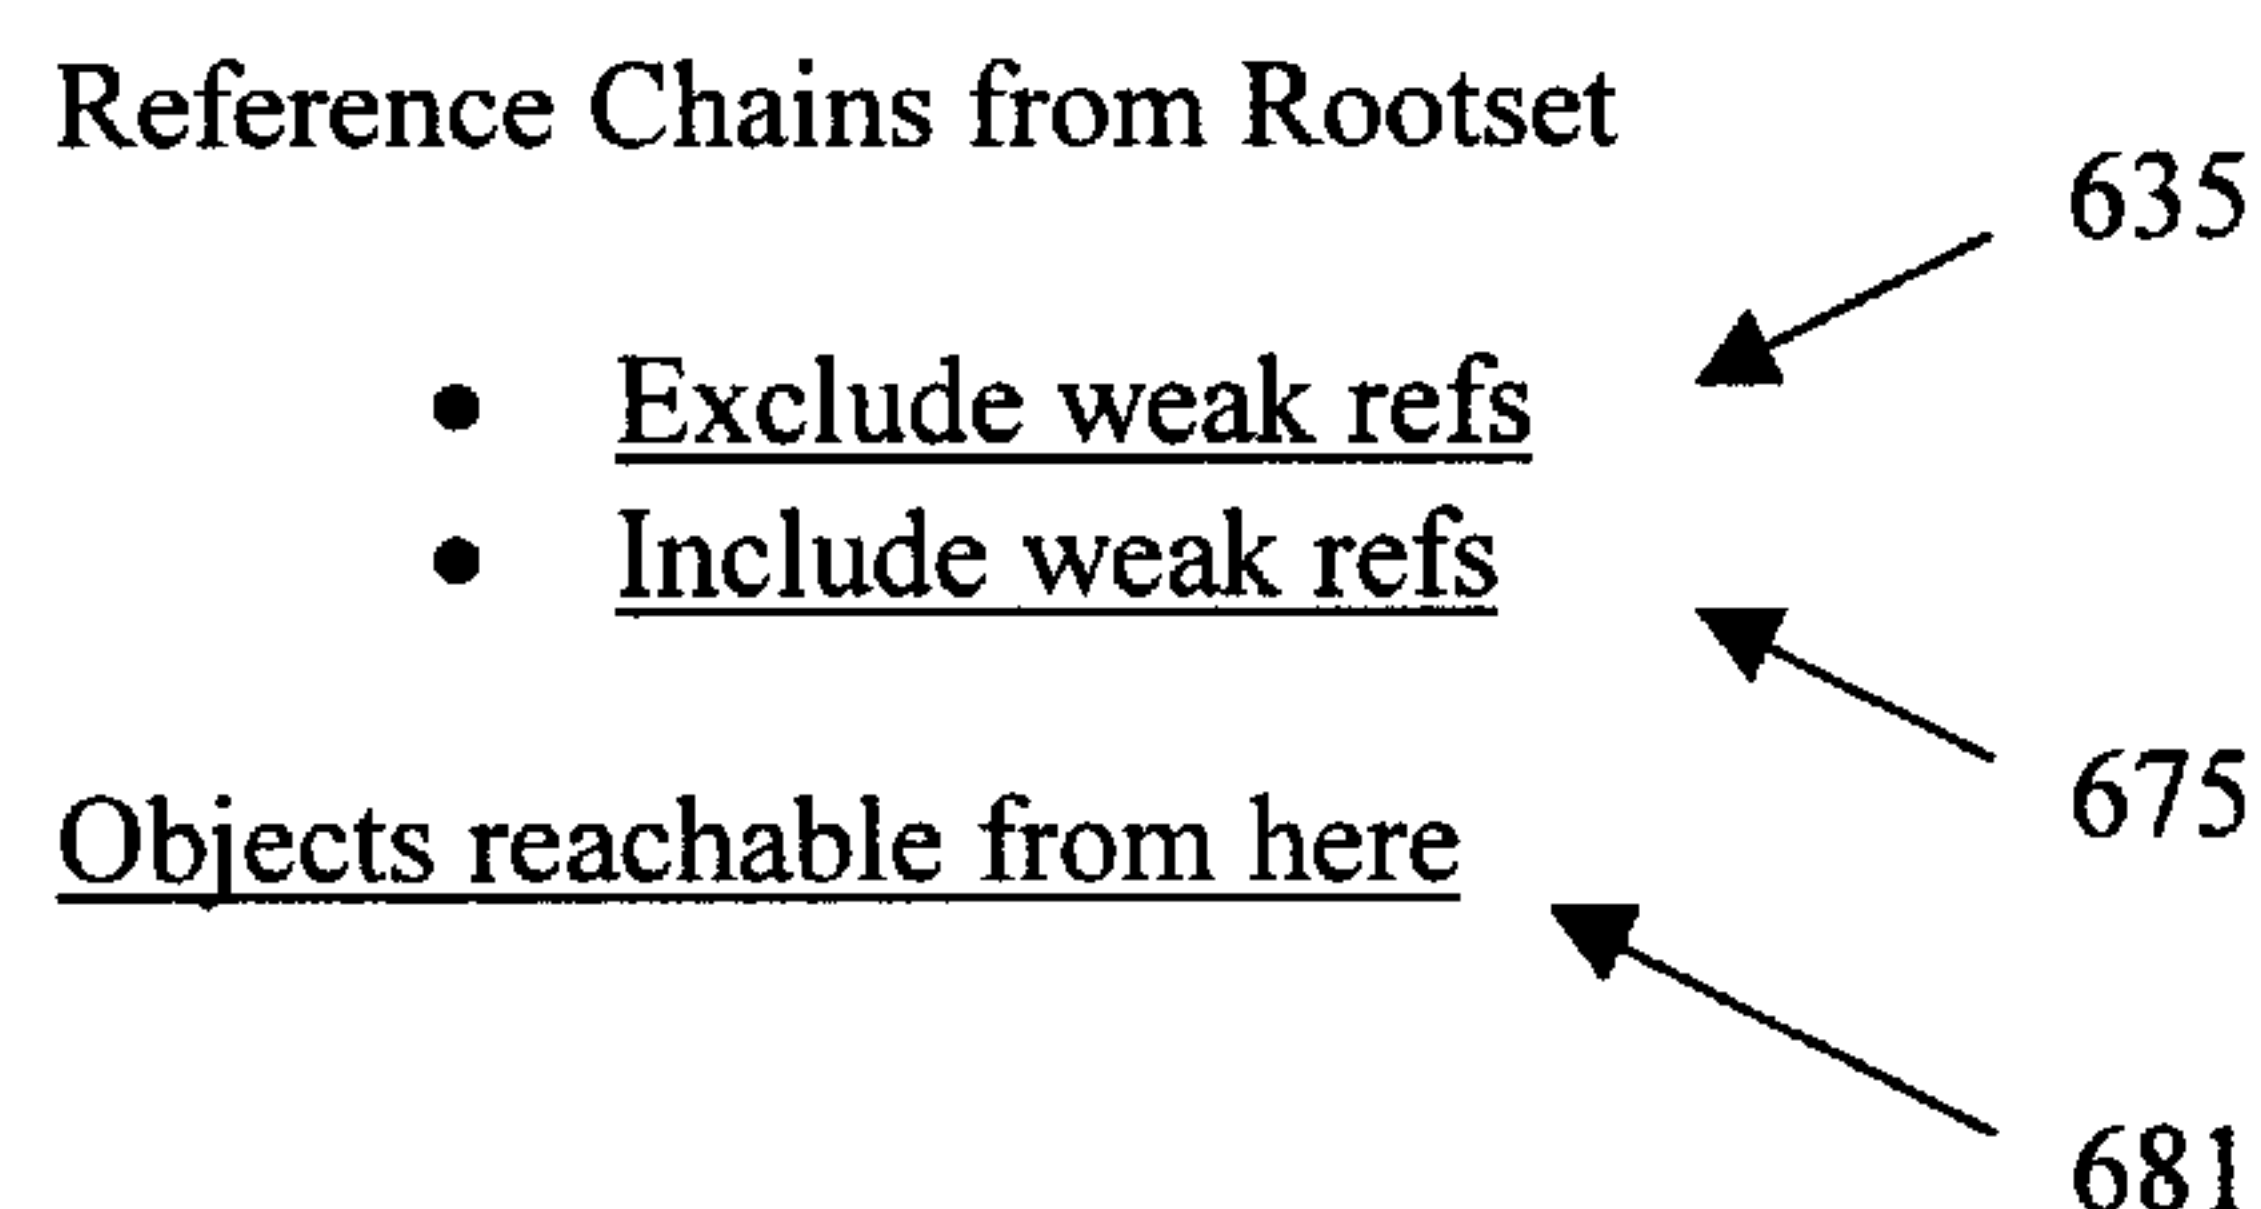 Reference Chains from Rootset
635
• Exclude weak refs
• Include weak refs
675
Objects reachable from here
681